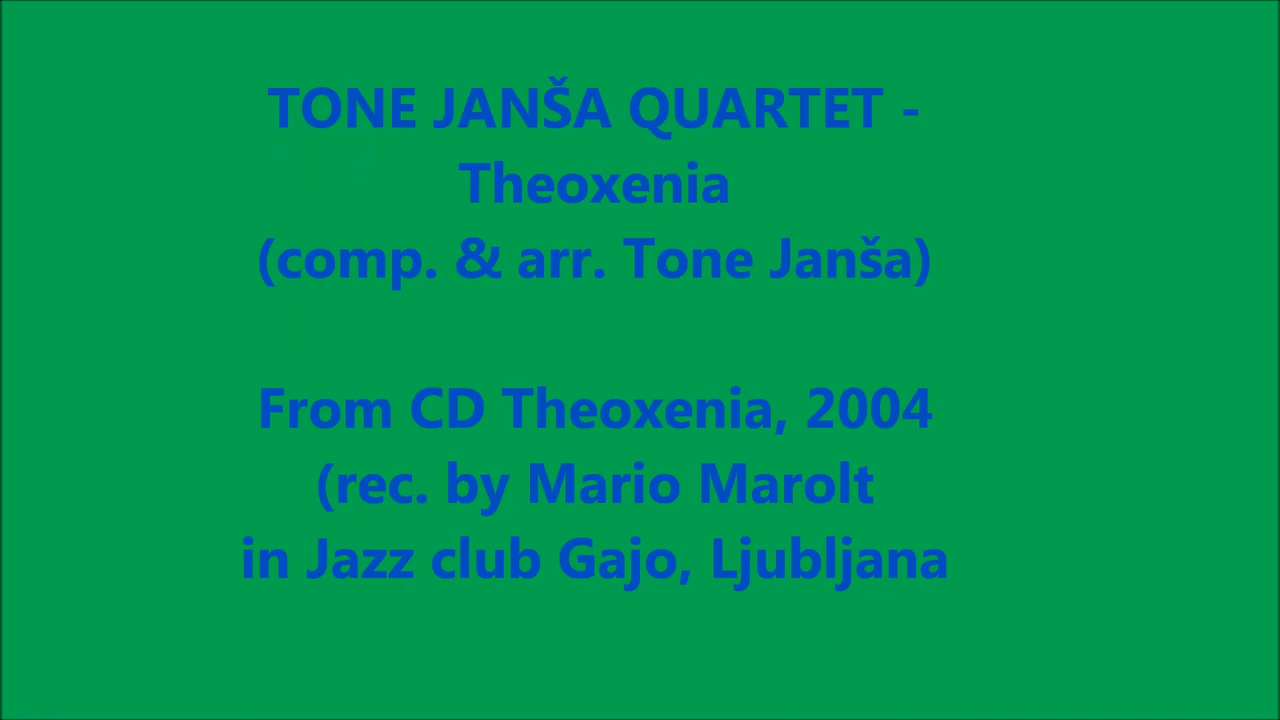 TONE JANŠA QUARTET -
Theoxenia
(comp. & arr. Tone Janša)
From CD Theoxenia, 2004
(rec. by Mario Marolt
in Jazz club Gajo, Ljubljana